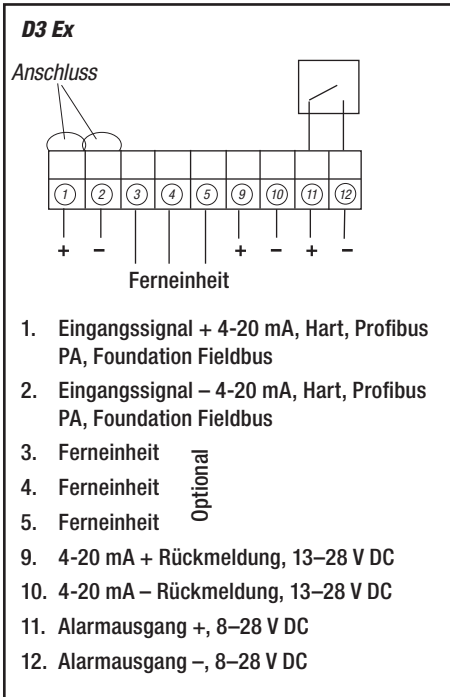 D3 Ex
Anschluss
1 2 3 4 5 9 10 11 12
+ – + – + –
Ferneinheit
1. Eingangssignal + 4-20 mA, Hart, Profibus
PA, Foundation Fieldbus
2. Eingangssignal – 4-20 mA, Hart, Profibus
PA, Foundation Fieldbus
3. Ferneinheit
4. Ferneinheit
5. Ferneinheit
Optional
9. 4-20 mA + Rückmeldung, 13–28 V DC
10. 4-20 mA – Rückmeldung, 13–28 V DC
11. Alarmausgang +, 8–28 V DC
12. Alarmausgang –, 8–28 V DC